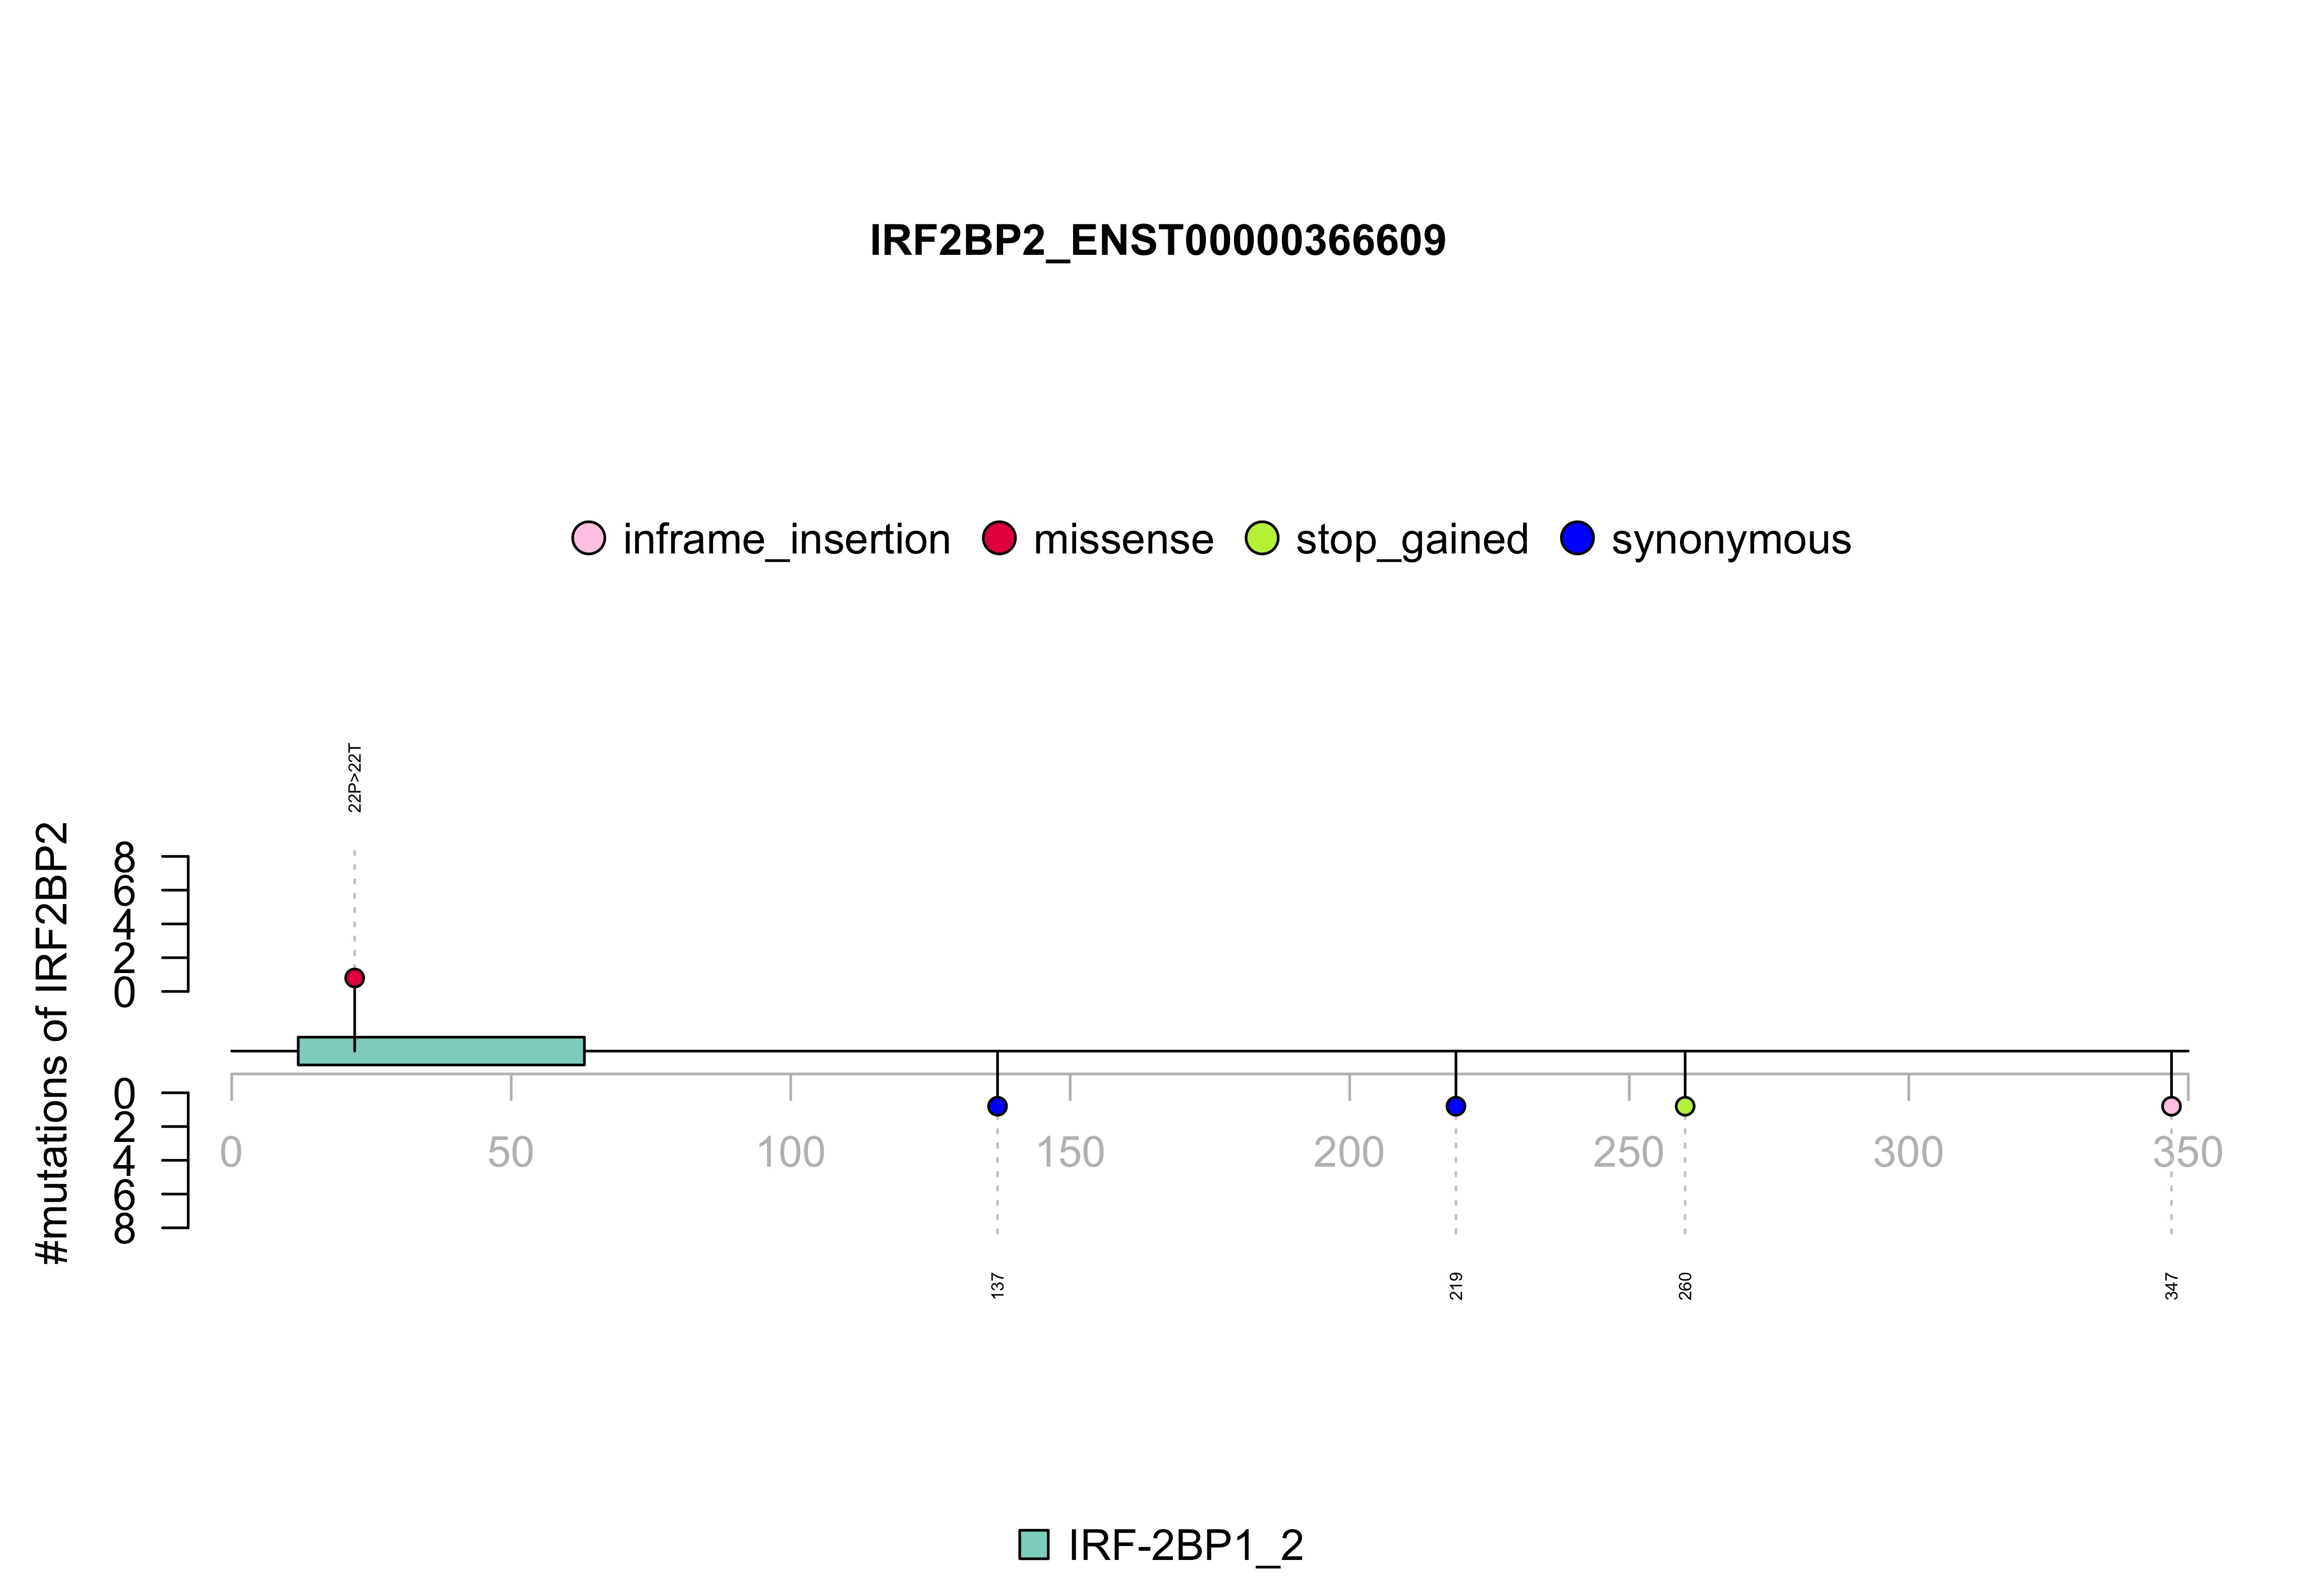 IRF2BP2_ENST00000366609
inframe_insertion missense stop_gained synonymous
22P>22T
#mutations of IRF2BP2
8
6
4
2
0
0
2
4
6
8
0 50 100 150 200 250 300 350
137 219 260 347
IRF-2BP1_2